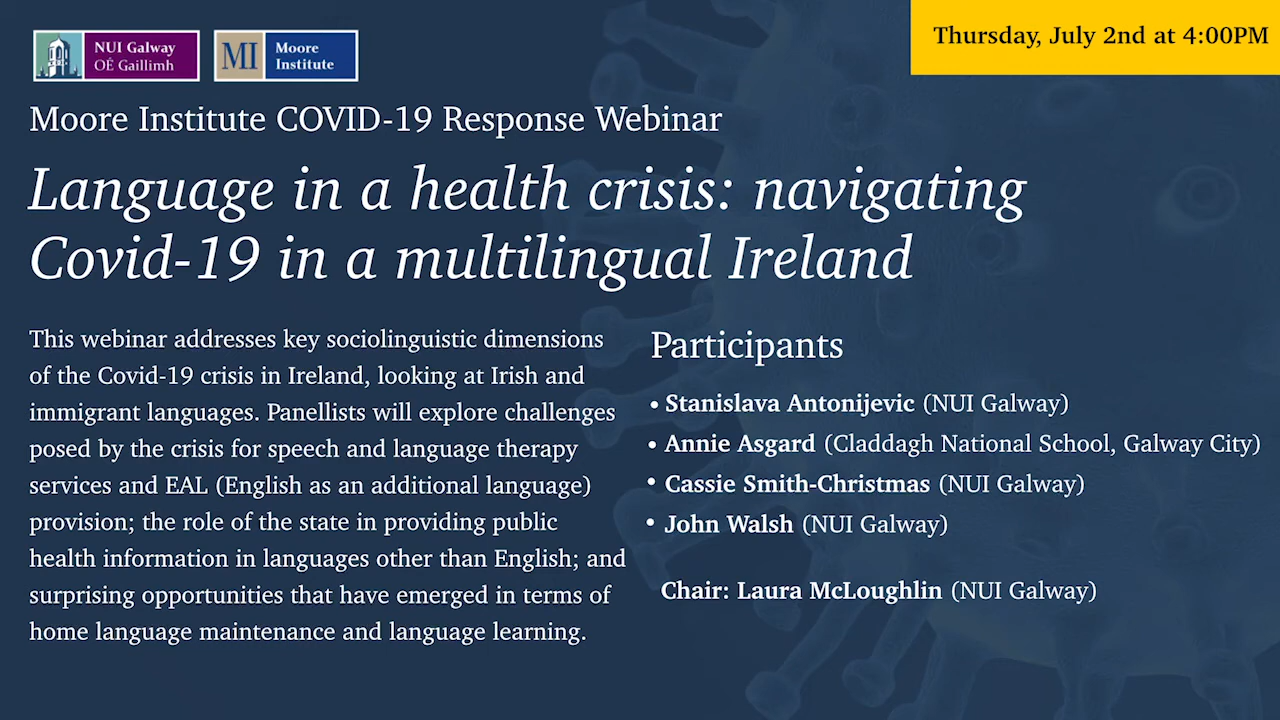 NUI Galway
OÉ Gaillimh
MI
Moore
Institute
Thursday, July 2nd at 4:00PM
Moore Institute COVID-19 Response Webinar
Language in a health crisis: navigating
Covid-19 in a multilingual Ireland
This webinar addresses key sociolinguistic dimensions
of the Covid-19 crisis in Ireland, looking at Irish and
immigrant languages. Panellists will explore challenges
posed by the crisis for speech and language therapy
services and EAL (English as an additional language)
provision; the role of the state in providing public
health information in languages other than English; and
surprising opportunities that have emerged in terms of
home language maintenance and language learning.
Participants
• Stanislava Antonijevic (NUI Galway)
• Annie Asgard (Claddagh National School, Galway City)
• Cassie Smith-Christmas (NUI Galway)
• John Walsh (NUI Galway)
Chair: Laura McLoughlin (NUI Galway)